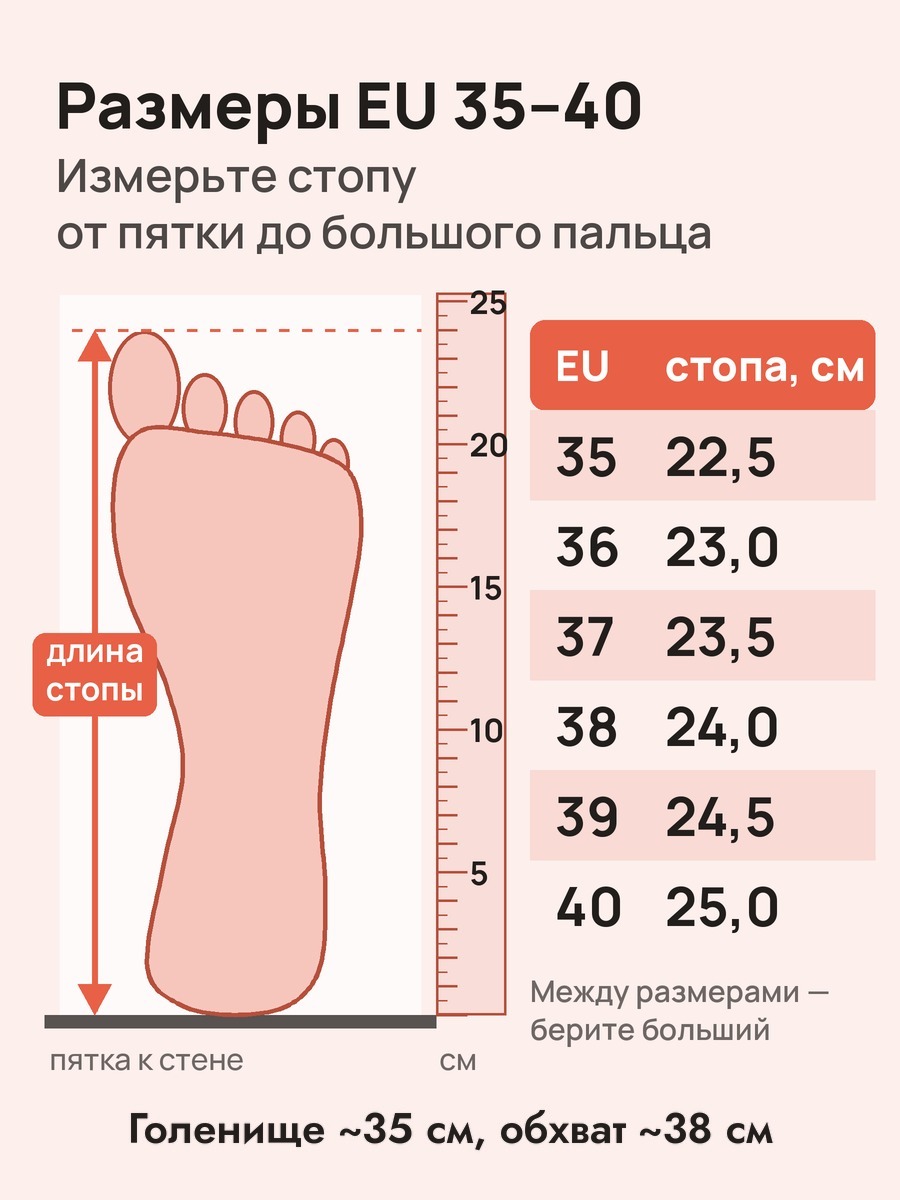 Размеры EU 35–40
Измерьте стопу
от пятки до большого пальца
25
20
15
10
5
длина
стопы
EU стопа, см
35 22,5
36 23,0
37 23,5
38 24,0
39 24,5
40 25,0
Между размерами —
берите больший
пятка к стене
см
Голенище ~35 см, обхват ~38 см